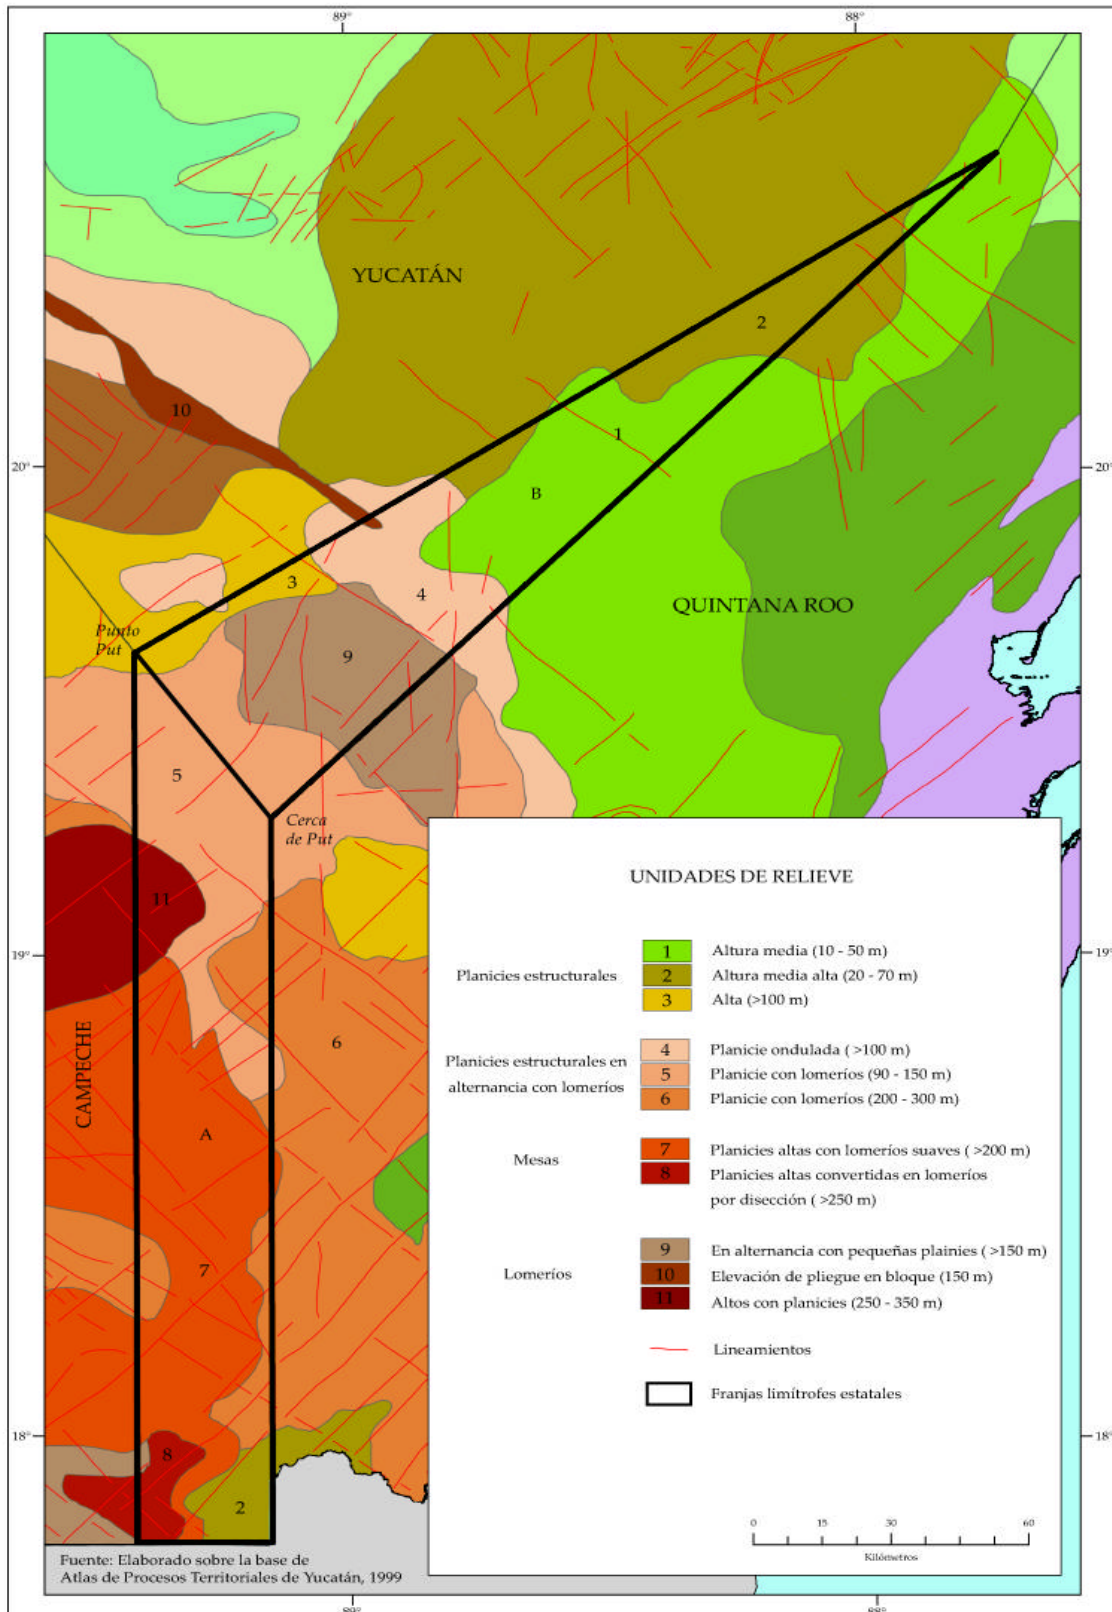 89°
88°
YUCATÁN
2
10
1
20°
20°
B
3
4
QUINTANA ROO
Punto
Put
9
5
Cerca
de Put
11
19°
19°
CAMPECHE
6
A
7
18°
18°
8
2
UNIDADES DE RELIEVE
Planicies estructurales
1 Altura media (10 - 50 m)
2 Altura media alta (20 - 70 m)
3 Alta (>100 m)
Planicies estructurales en
alternancia con lomeríos
4 Planicie ondulada ( >100 m)
5 Planicie con lomeríos (90 - 150 m)
6 Planicie con lomeríos (200 - 300 m)
Mesas
7 Planicies altas con lomeríos suaves ( >200 m)
8 Planicies altas convertidas en lomeríos
por disección ( >250 m)
Lomeríos
9 En alternancia con pequeñas plainies ( >150 m)
10 Elevación de pliegue en bloque (150 m)
11 Altos con planicies (250 - 350 m)
Lineamientos
Franjas limítrofes estatales
0 15 30 60
Kilómetros
Fuente: Elaborado sobre la base de
Atlas de Procesos Territoriales de Yucatán, 1999
89°
88°